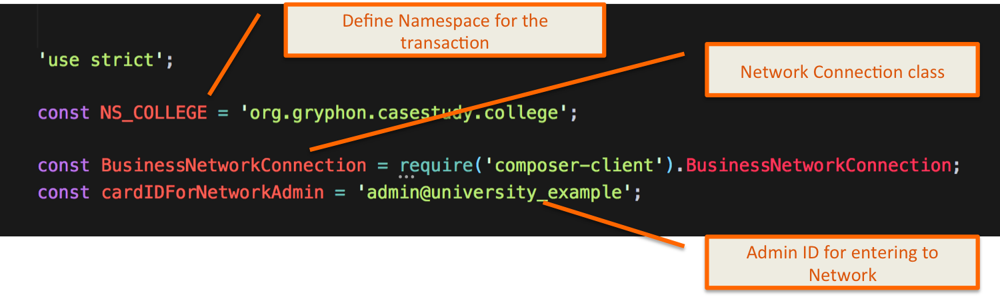 Define Namespace for the
transaction
Network Connection class
'use strict';
const NS_COLLEGE = 'org.gryphon.casestudy.college';
const BusinessNetworkConnection = require('composer-client').BusinessNetworkConnection;
const cardIDForNetworkAdmin = 'admin@university_example';
Admin ID for entering to
Network